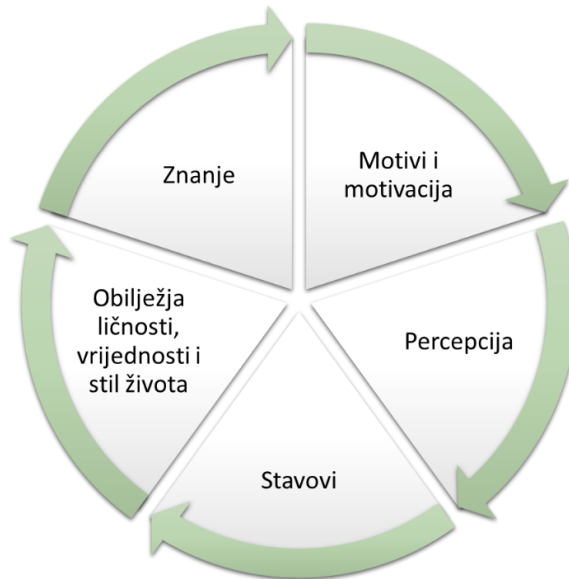 Znanje
Motivi i
motivacija
Obilježja
ličnosti,
vrijednosti i
stil života
Percepcija
Stavovi